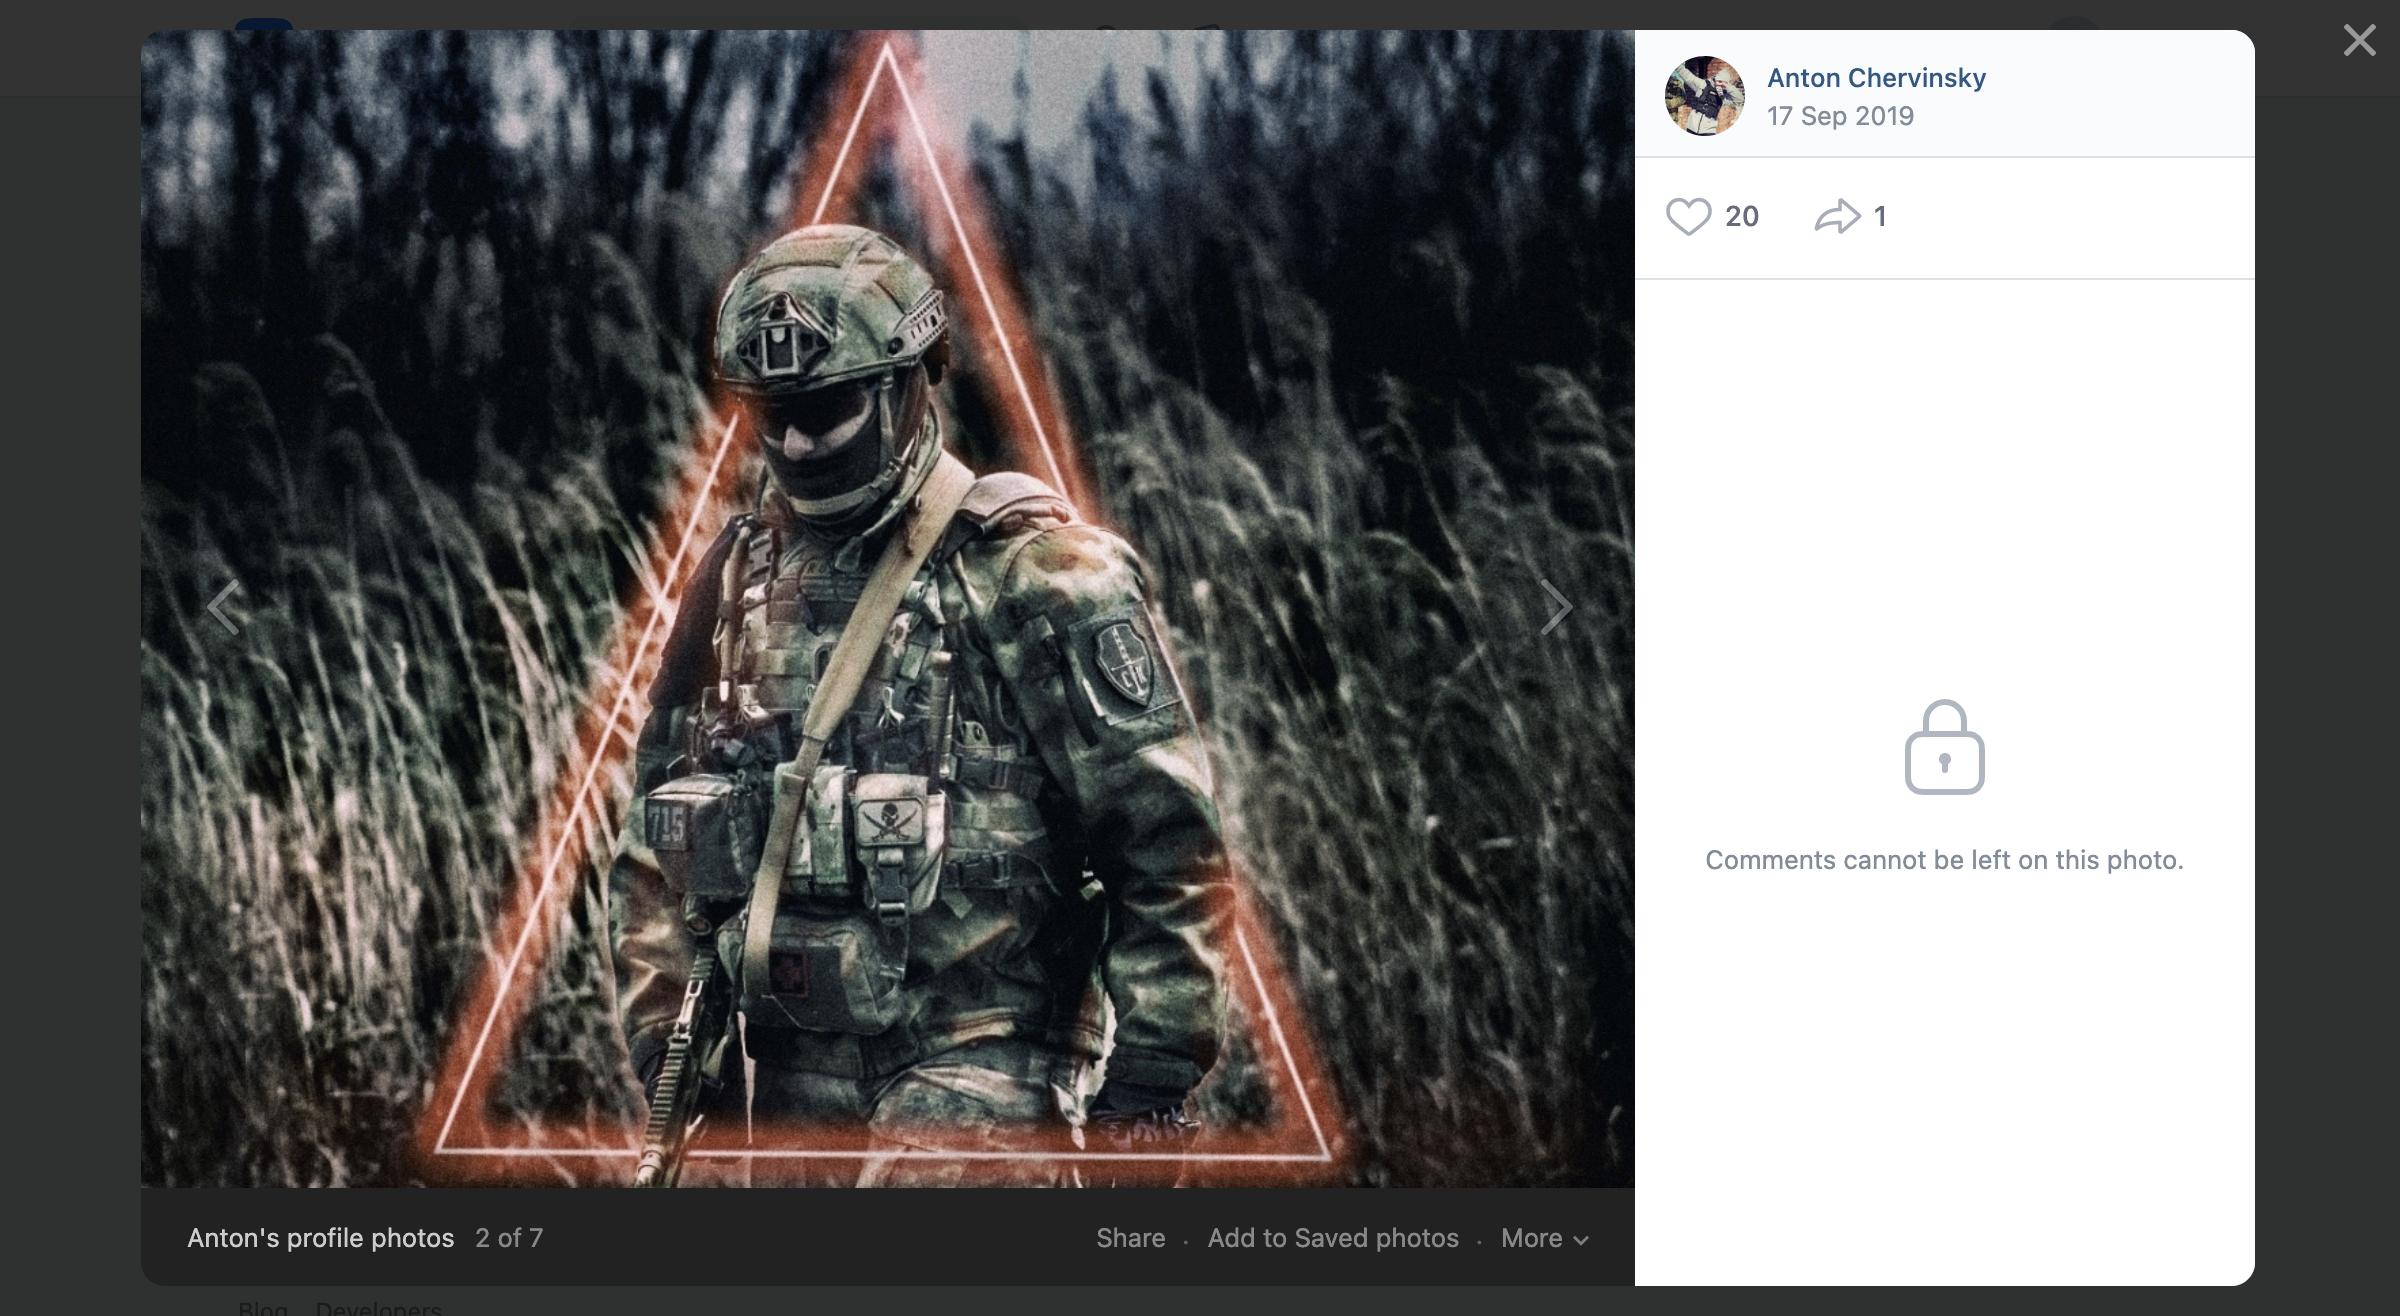 Anton Chervinsky
17 Sep 2019
20 1
715
Comments cannot be left on this photo.
Anton's profile photos 2 of 7
Share · Add to Saved photos · More
Blog Developers